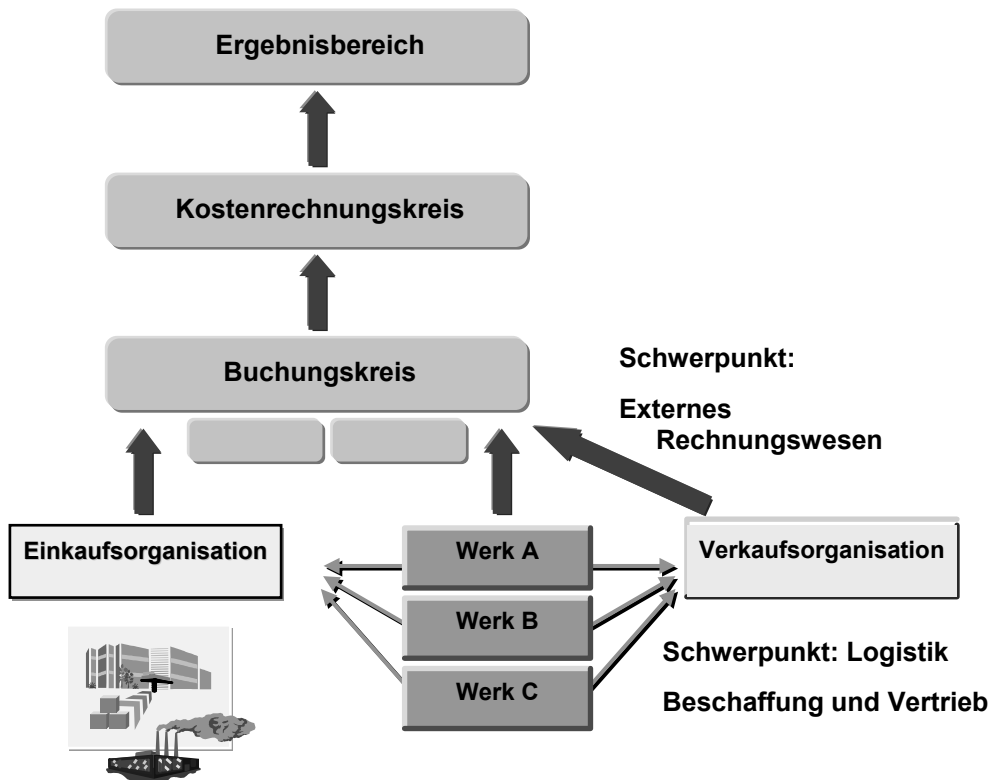 Ergebnisbereich
Kostenrechnungskreis
Buchungskreis
Schwerpunkt:
Externes
Rechnungswesen
Einkaufsorganisation
Werk A
Verkaufsorganisation
Werk B
Werk C
Schwerpunkt: Logistik
Beschaffung und Vertrieb